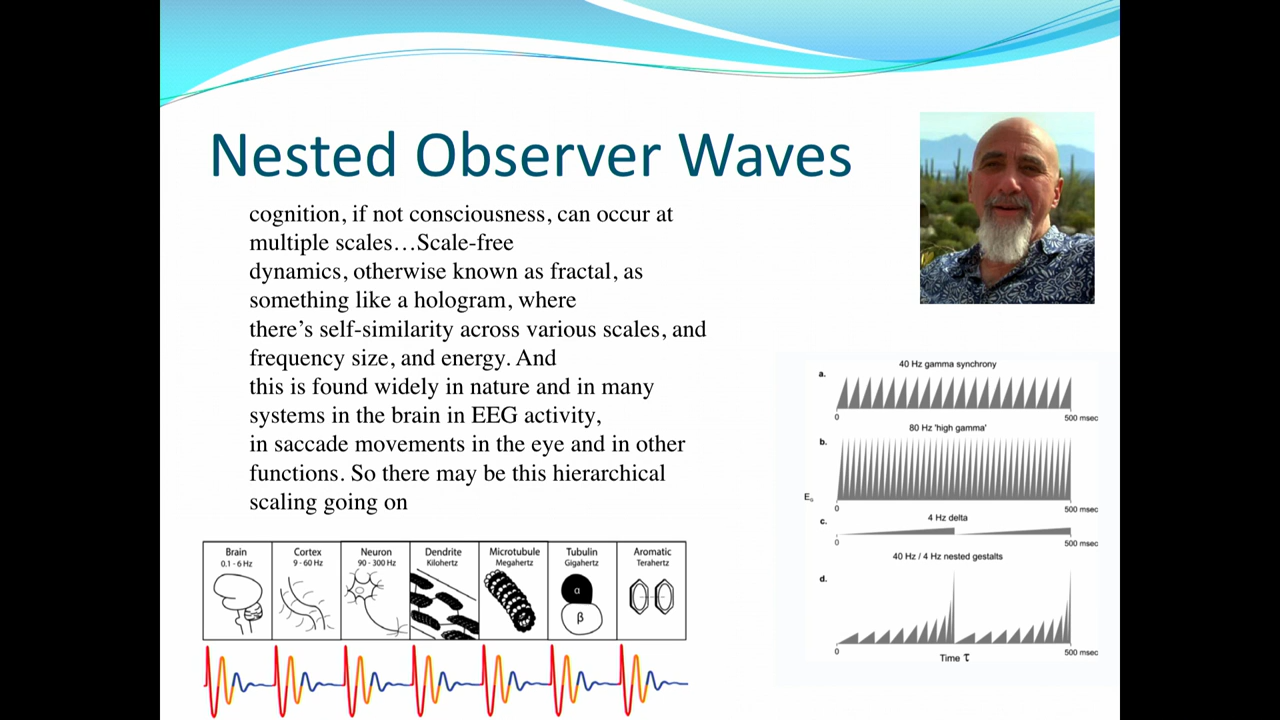 Nested Observer Waves
cognition, if not consciousness, can occur at
multiple scales…Scale-free
dynamics, otherwise known as fractal, as
something like a hologram, where
there’s self-similarity across various scales, and
frequency size, and energy. And
this is found widely in nature and in many
systems in the brain in EEG activity,
in saccade movements in the eye and in other
functions. So there may be this hierarchical
scaling going on
Brain
0.1 - 6 Hz
Cortex
9 - 60 Hz
Neuron
90 - 300 Hz
Dendrite
Kilohertz
Microtubule
Megahertz
Tubulin
Gigahertz
Aromatic
Terahertz
α
β
40 Hz gamma synchrony
a.
0
500 msec
80 Hz 'high gamma'
b.
E_G
0
500 msec
4 Hz delta
c.
0
500 msec
40 Hz / 4 Hz nested gestalts
d.
0
500 msec
Time τ